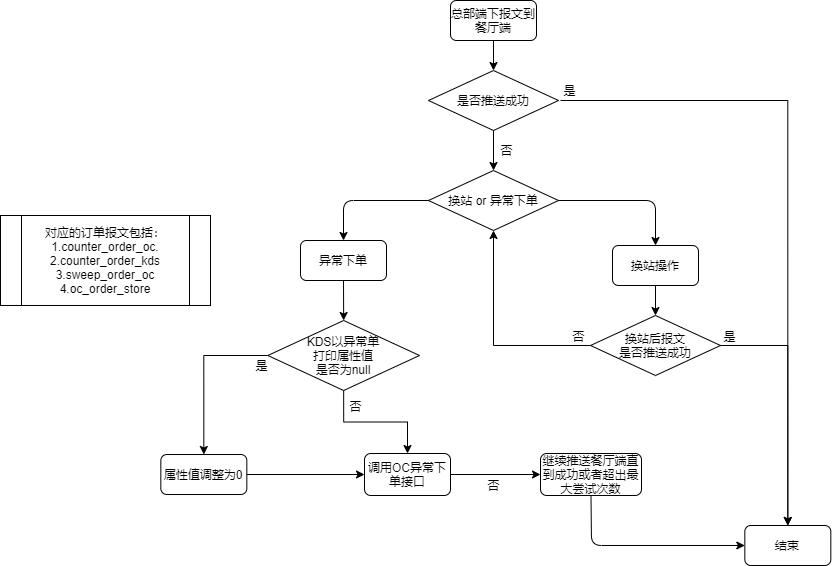 总部端下报文到
餐厅端
是否推送成功
是
否
换站 or 异常下单
对应的订单报文包括：
1.counter_order_oc.
2.counter_order_kds
3.sweep_order_oc
4.oc_order_store
异常下单
换站操作
KDS以异常单
打印属性值
是否为null
否
换站后报文
是否推送成功
是
是
否
属性值调整为0
调用OC异常下
单接口
否
继续推送餐厅端直
到成功或者超出最
大尝试次数
结束